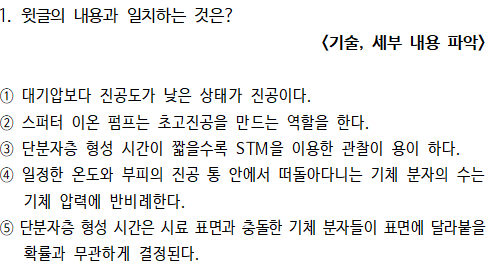 1. 윗글의 내용과 일치하는 것은?
<기술, 세부 내용 파악>
① 대기압보다 진공도가 낮은 상태가 진공이다.
② 스퍼터 이온 펌프는 초고진공을 만드는 역할을 한다.
③ 단분자층 형성 시간이 짧을수록 STM을 이용한 관찰이 용이 하다.
④ 일정한 온도와 부피의 진공 통 안에서 떠돌아다니는 기체 분자의 수는
기체 압력에 반비례한다.
⑤ 단분자층 형성 시간은 시료 표면과 충돌한 기체 분자들이 표면에 달라붙을
확률과 무관하게 결정된다.